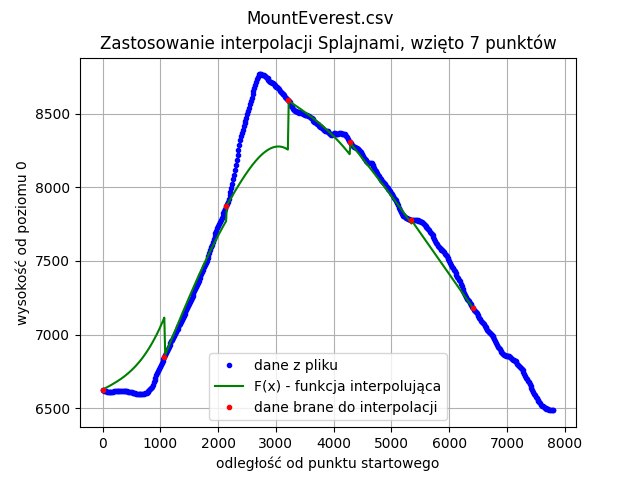 MountEverest.csv
Zastosowanie interpolacji Splajnami, wzięto 7 punktów
8500
8000
7500
7000
6500
wysokość od poziomu 0
dane z pliku
F(x) - funkcja interpolująca
dane brane do interpolacji
0 1000 2000 3000 4000 5000 6000 7000 8000
odległość od punktu startowego